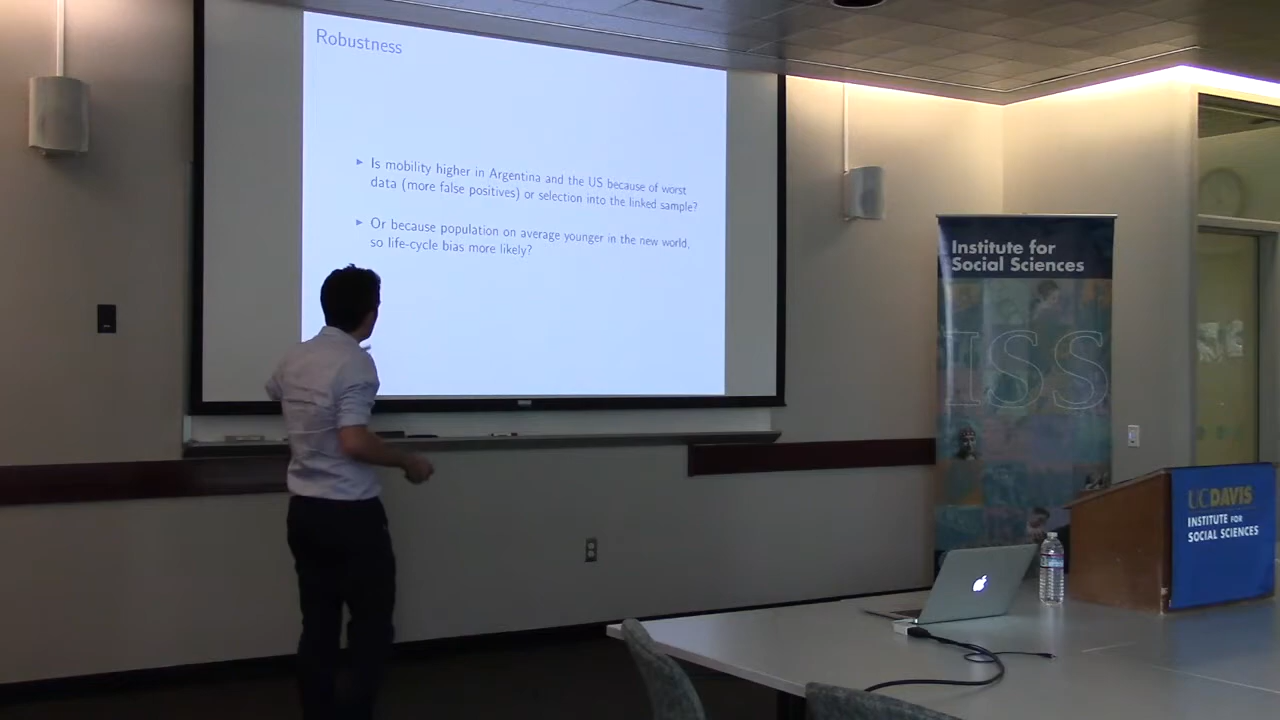 Robustness
▶ Is mobility higher in Argentina and the US because of worst
data (more false positives) or selection into the linked sample?
▶ Or because population on average younger in the new world,
so life-cycle bias more likely?
Institute for
Social Sciences
ISS
UCDAVIS
INSTITUTE FOR
SOCIAL SCIENCES